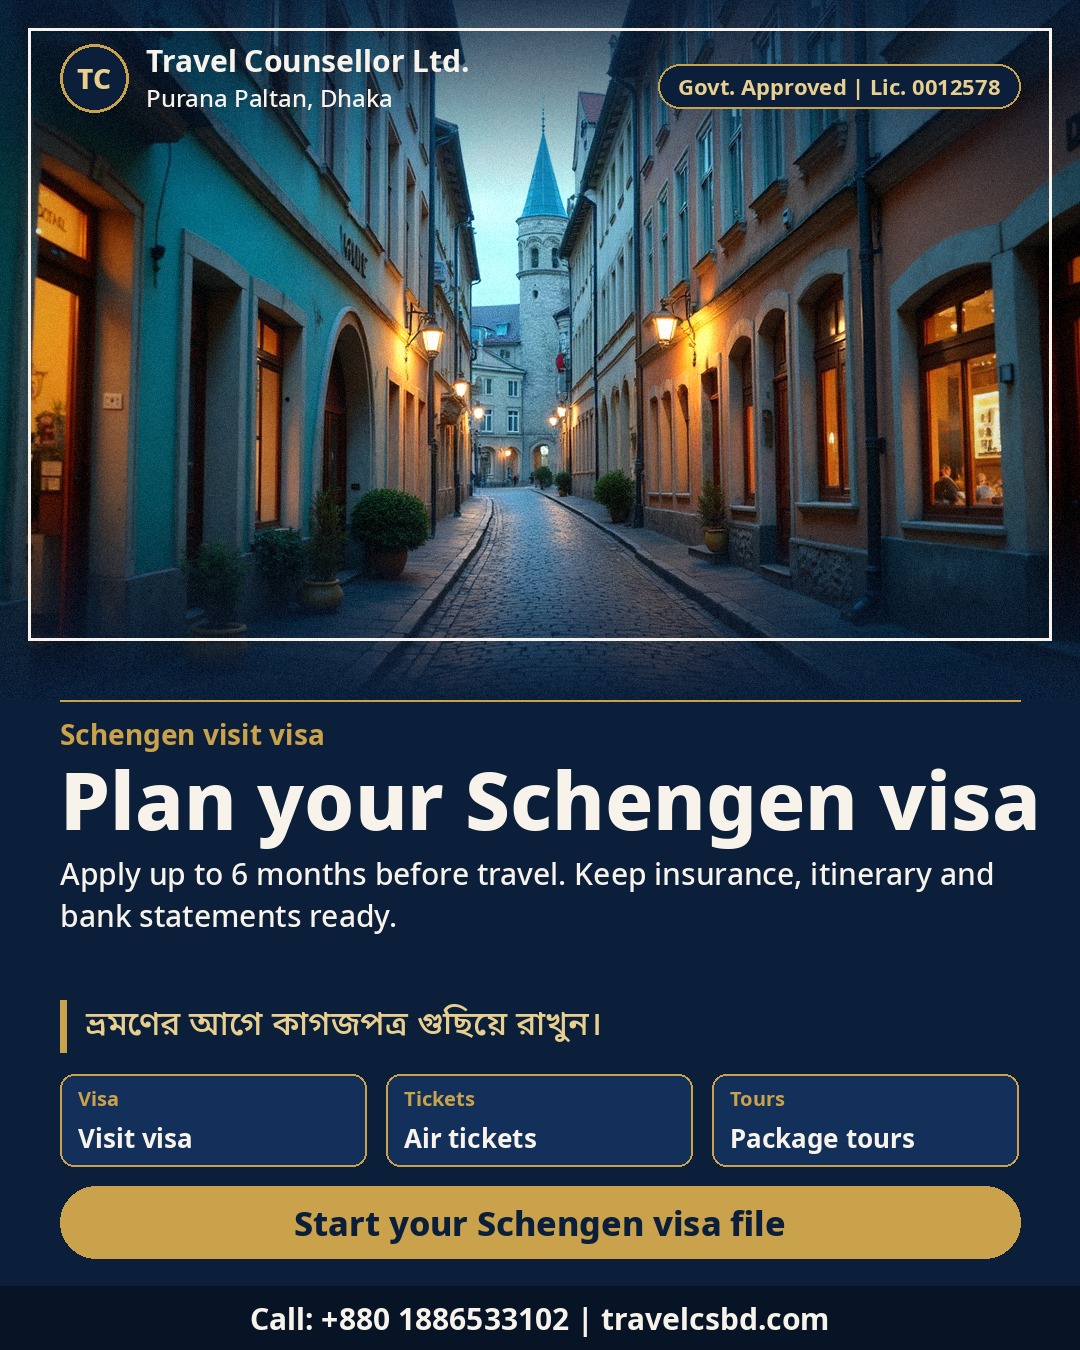 TC
Travel Counsellor Ltd.
Purana Paltan, Dhaka
Govt. Approved | Lic. 0012578
Schengen visit visa
Plan your Schengen visa
Apply up to 6 months before travel. Keep insurance, itinerary and
bank statements ready.
ভ্রমণের আগে কাগজপত্র গুছিয়ে রাখুন।
Visa
Visit visa
Tickets
Air tickets
Tours
Package tours
Start your Schengen visa file
Call: +880 1886533102 | travelcsbd.com